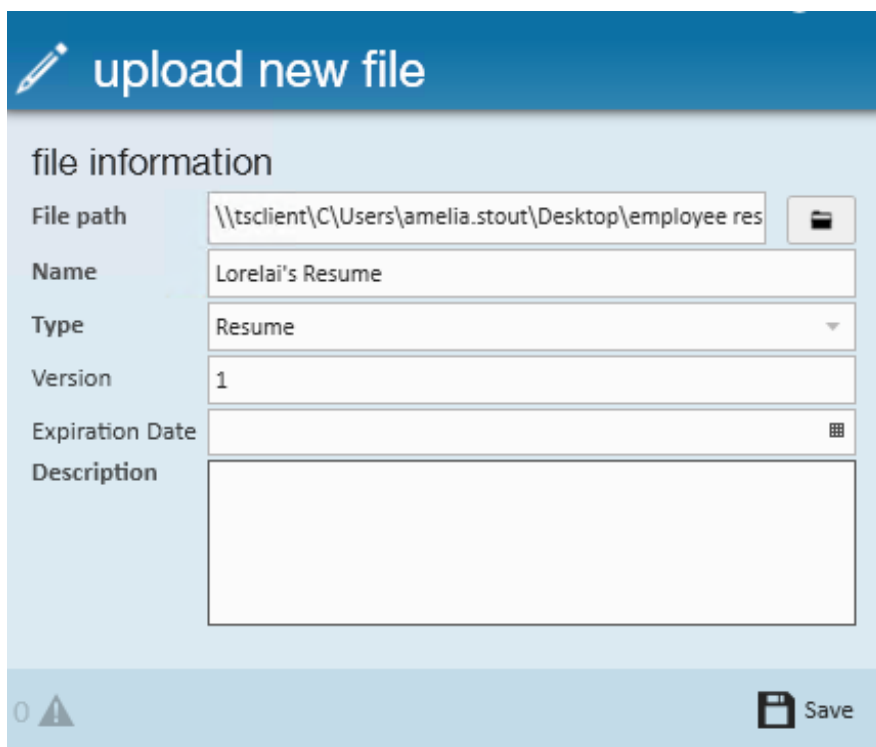 upload new file
file information
File path \\tsclient\C\Users\amelia.stout\Desktop\employee res
Name Lorelai's Resume
Type Resume
Version 1
Expiration Date
Description
0
Save